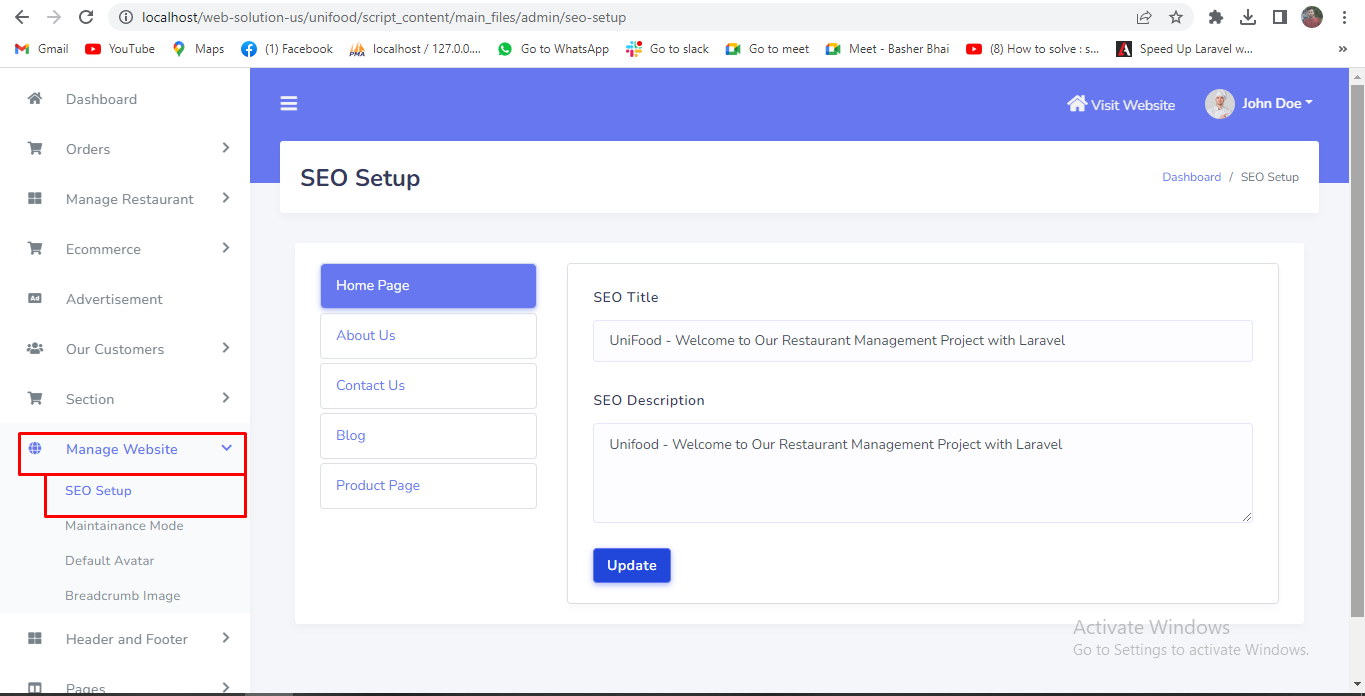 localhost/web-solution-us/unifood/script_content/main_files/admin/seo-setup
Gmail YouTube Maps (1) Facebook localhost / 127.0.0.... Go to WhatsApp Go to slack Go to meet Meet - Basher Bhai (8) How to solve : s... Speed Up Laravel w...
Dashboard
Orders
Manage Restaurant
Ecommerce
Ad Advertisement
Our Customers
Section
Manage Website
SEO Setup
Maintainance Mode
Default Avatar
Breadcrumb Image
Header and Footer
Pages
Visit Website John Doe
SEO Setup
Dashboard / SEO Setup
Home Page
About Us
Contact Us
Blog
Product Page
SEO Title
UniFood - Welcome to Our Restaurant Management Project with Laravel
SEO Description
Unifood - Welcome to Our Restaurant Management Project with Laravel
Update
Activate Windows
Go to Settings to activate Windows.